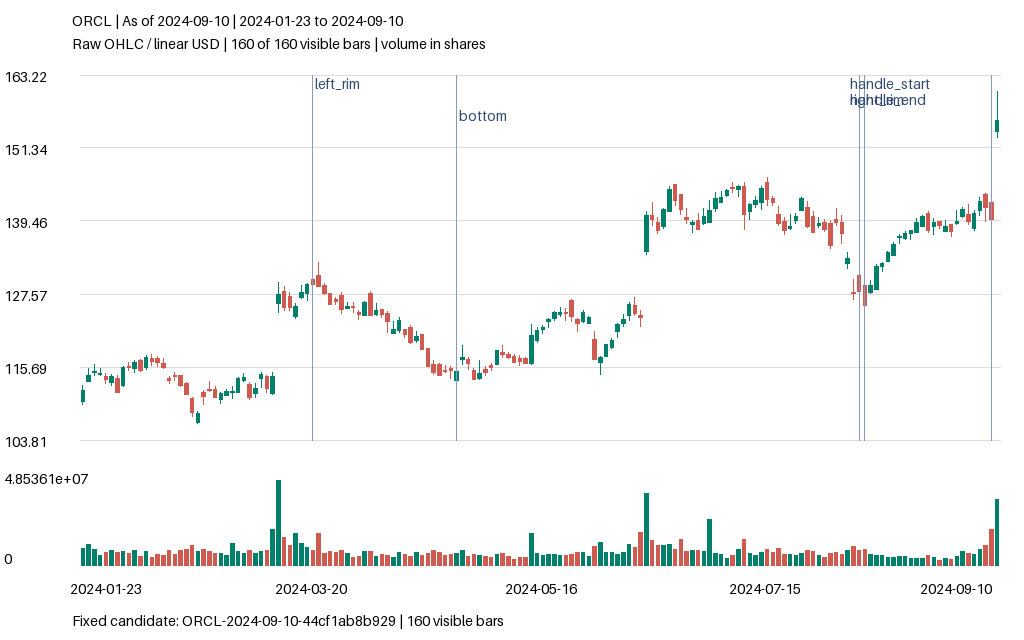 ORCL | As of 2024-09-10 | 2024-01-23 to 2024-09-10
Raw OHLC / linear USD | 160 of 160 visible bars | volume in shares
163.22
left_rim
handle_start
bottom
151.34
139.46
127.57
115.69
103.81
4.85361e+07
0
2024-01-23
2024-03-20
2024-05-16
2024-07-15
2024-09-10
Fixed candidate: ORCL-2024-09-10-44cf1ab8b929 | 160 visible bars